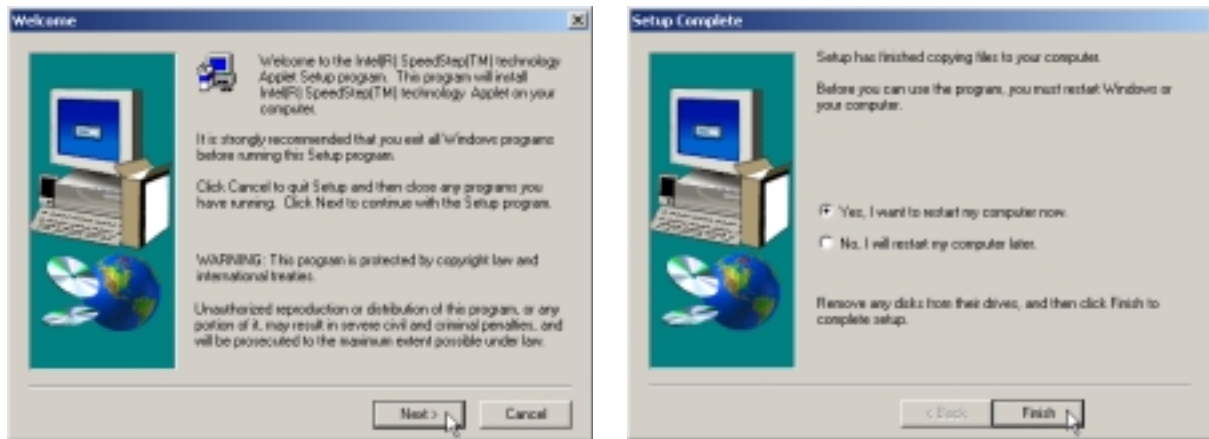 Welcome
Welcome to the Intel(R) SpeedStep(TM) technology
Applet Setup program. This program will install
Intel(R) SpeedStep(TM) technology Applet on your
computer.
It is strongly recommended that you exit all Windows programs
before running this Setup program.
Click Cancel to quit Setup and then close any programs you
have running. Click Next to continue with the Setup program.
WARNING: This program is protected by copyright law and
international treaties.
Unauthorized reproduction or distribution of this program, or any
portion of it, may result in severe civil and criminal penalties, and
will be prosecuted to the maximum extent possible under law.
Next >
Cancel
Setup Complete
Setup has finished copying files to your computer.
Before you can use the program, you must restart Windows or
your computer.
Yes, I want to restart my computer now.
No, I will restart my computer later.
Remove any disks from their drives, and then click Finish to
complete setup.
< Back
Finish